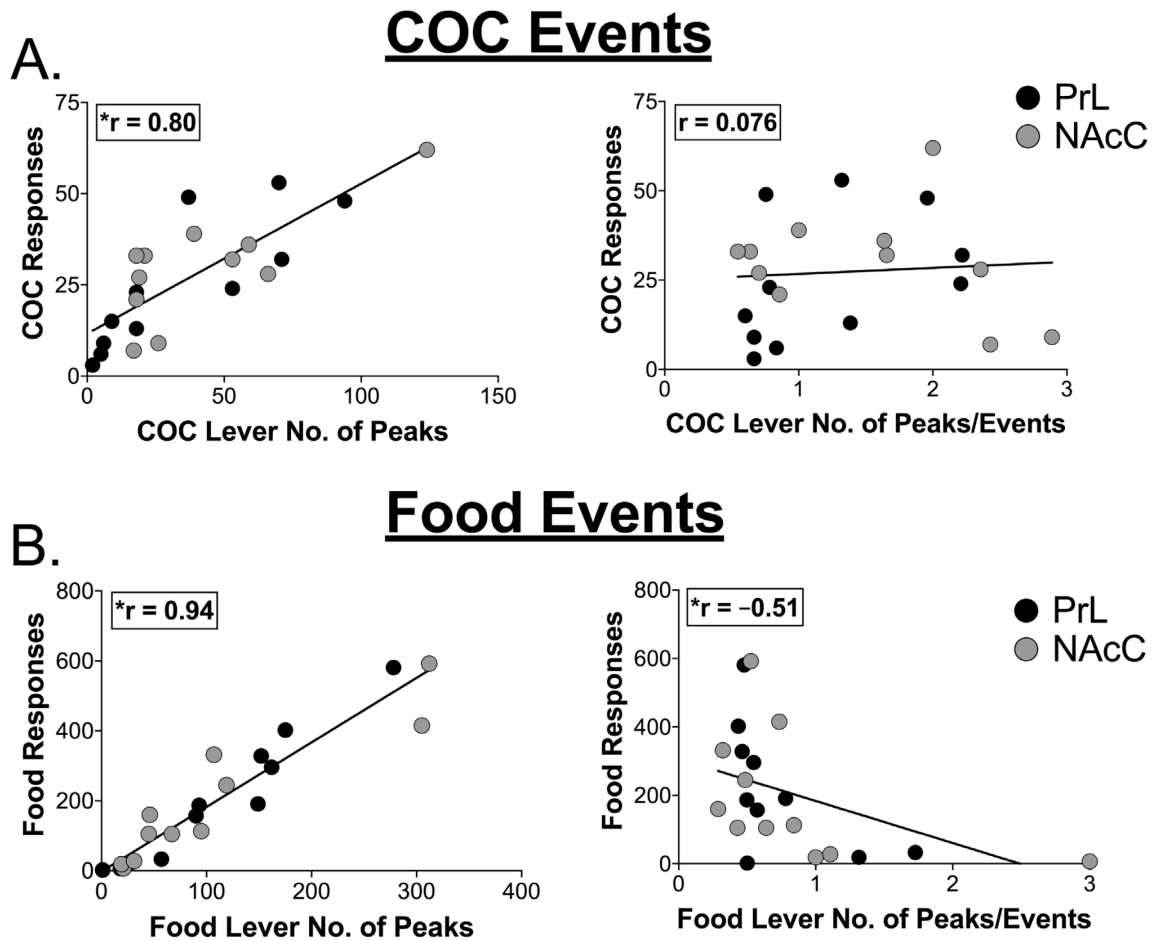 COC Events
A.
*r = 0.80
75
50
25
0
COC Responses
0 50 100 150
COC Lever No. of Peaks
r = 0.076
75
50
25
0
COC Responses
0 1 2 3
COC Lever No. of Peaks/Events
PrL
NAcC
Food Events
B.
*r = 0.94
800
600
400
200
0
Food Responses
0 100 200 300 400
Food Lever No. of Peaks
*r = −0.51
800
600
400
200
0
Food Responses
0 1 2 3
Food Lever No. of Peaks/Events
PrL
NAcC